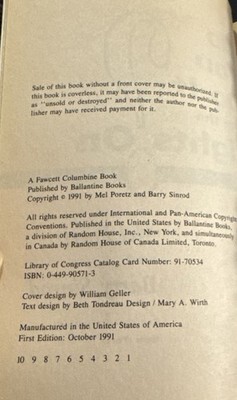 Sale of this book without a front cover may be unauthorized. If
this book is coverless, it may have been reported to the publisher
as "unsold or destroyed" and neither the author nor the pub-
lisher may have received payment for it.
A Fawcett Columbine Book
Published by Ballantine Books
Copyright © 1991 by Mel Poretz and Barry Sinrod
All rights reserved under International and Pan-American Copyright
Conventions. Published in the United States by Ballantine Books,
a division of Random House, Inc., New York, and simultaneously
in Canada by Random House of Canada Limited, Toronto.
Library of Congress Catalog Card Number: 91-70534
ISBN: 0-449-90571-3
Cover design by William Geller
Text design by Beth Tondreau Design / Mary A. Wirth
Manufactured in the United States of America
First Edition: October 1991
10 9 8 7 6 5 4 3 2 1